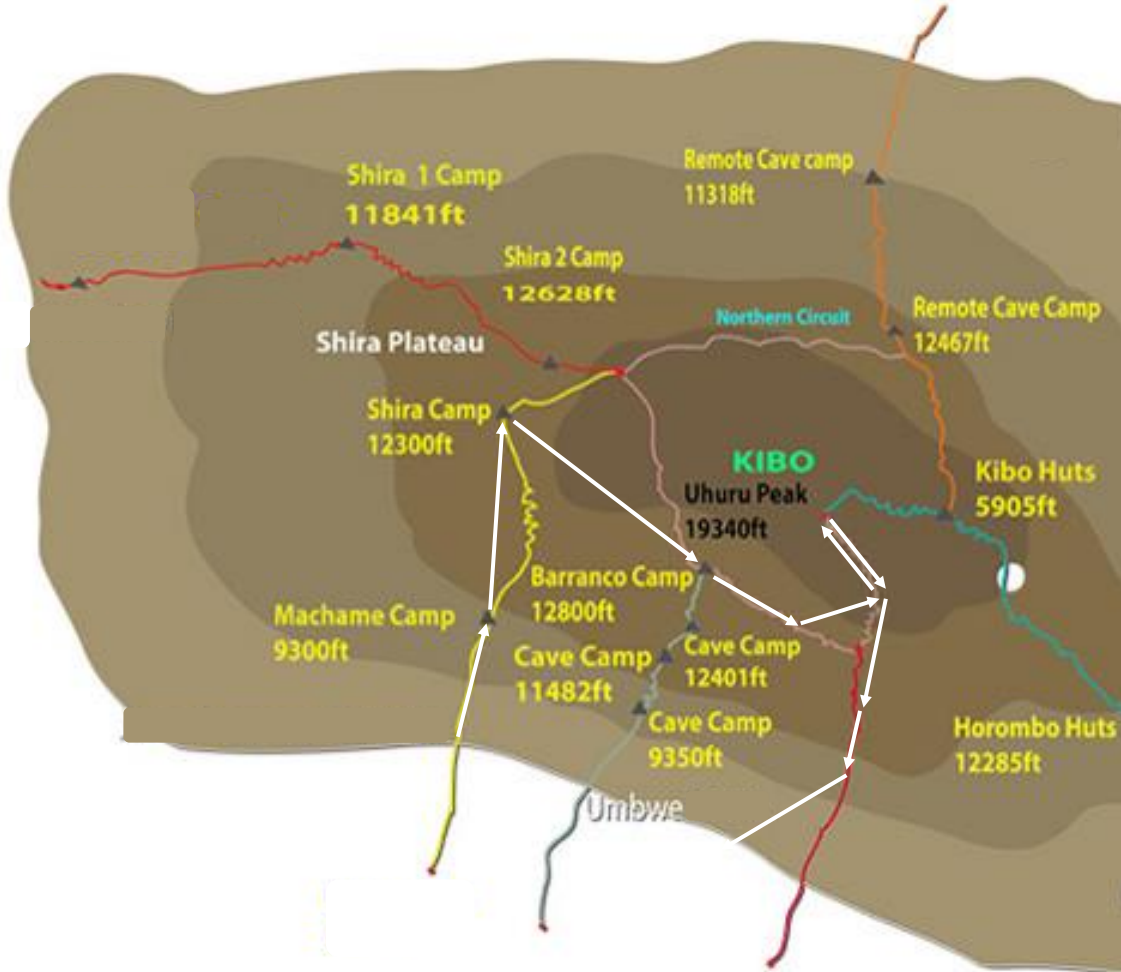 Shira 1 Camp
11841ft
Remote Cave camp
11318ft
Shira 2 Camp
12628ft
Northern Circuit
Remote Cave Camp
12467ft
Shira Plateau
Shira Camp
12300ft
KIBO
Uhuru Peak
19340ft
Kibo Huts
5905ft
Barranco Camp
12800ft
Machame Camp
9300ft
Cave Camp
11482ft
Cave Camp
12401ft
Cave Camp
9350ft
Horombo Huts
12285ft
Umbwe